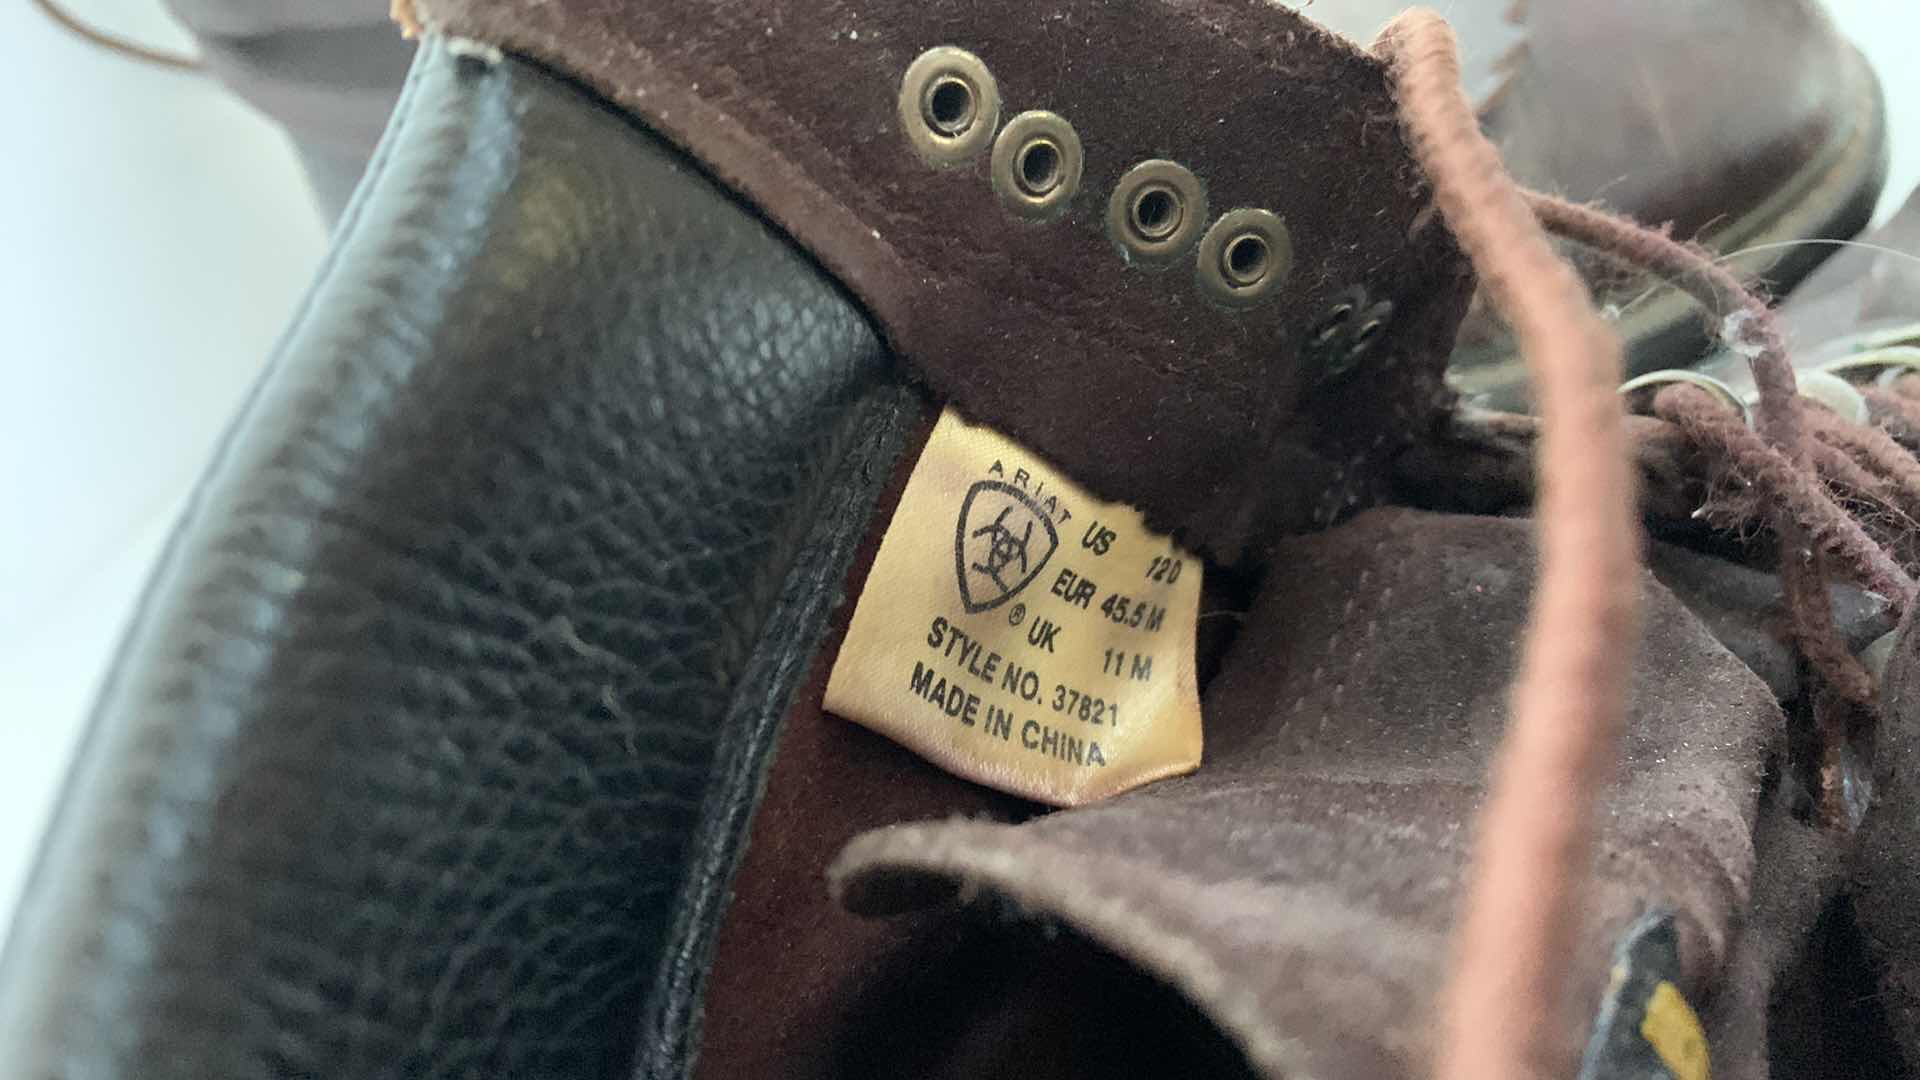 ARIAT
US 12D
EUR 45.5 M
® UK 11 M
STYLE NO. 37821
MADE IN CHINA